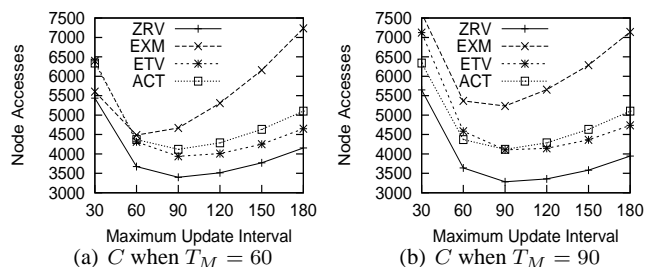 7500
7000
6500
6000
5500
5000
4500
4000
3500
3000
Node Accesses
ZRV
EXM
ETV
ACT
30 60 90 120 150 180
Maximum Update Interval
(a) C when T_M = 60
7500
7000
6500
6000
5500
5000
4500
4000
3500
3000
Node Accesses
ZRV
EXM
ETV
ACT
30 60 90 120 150 180
Maximum Update Interval
(b) C when T_M = 90